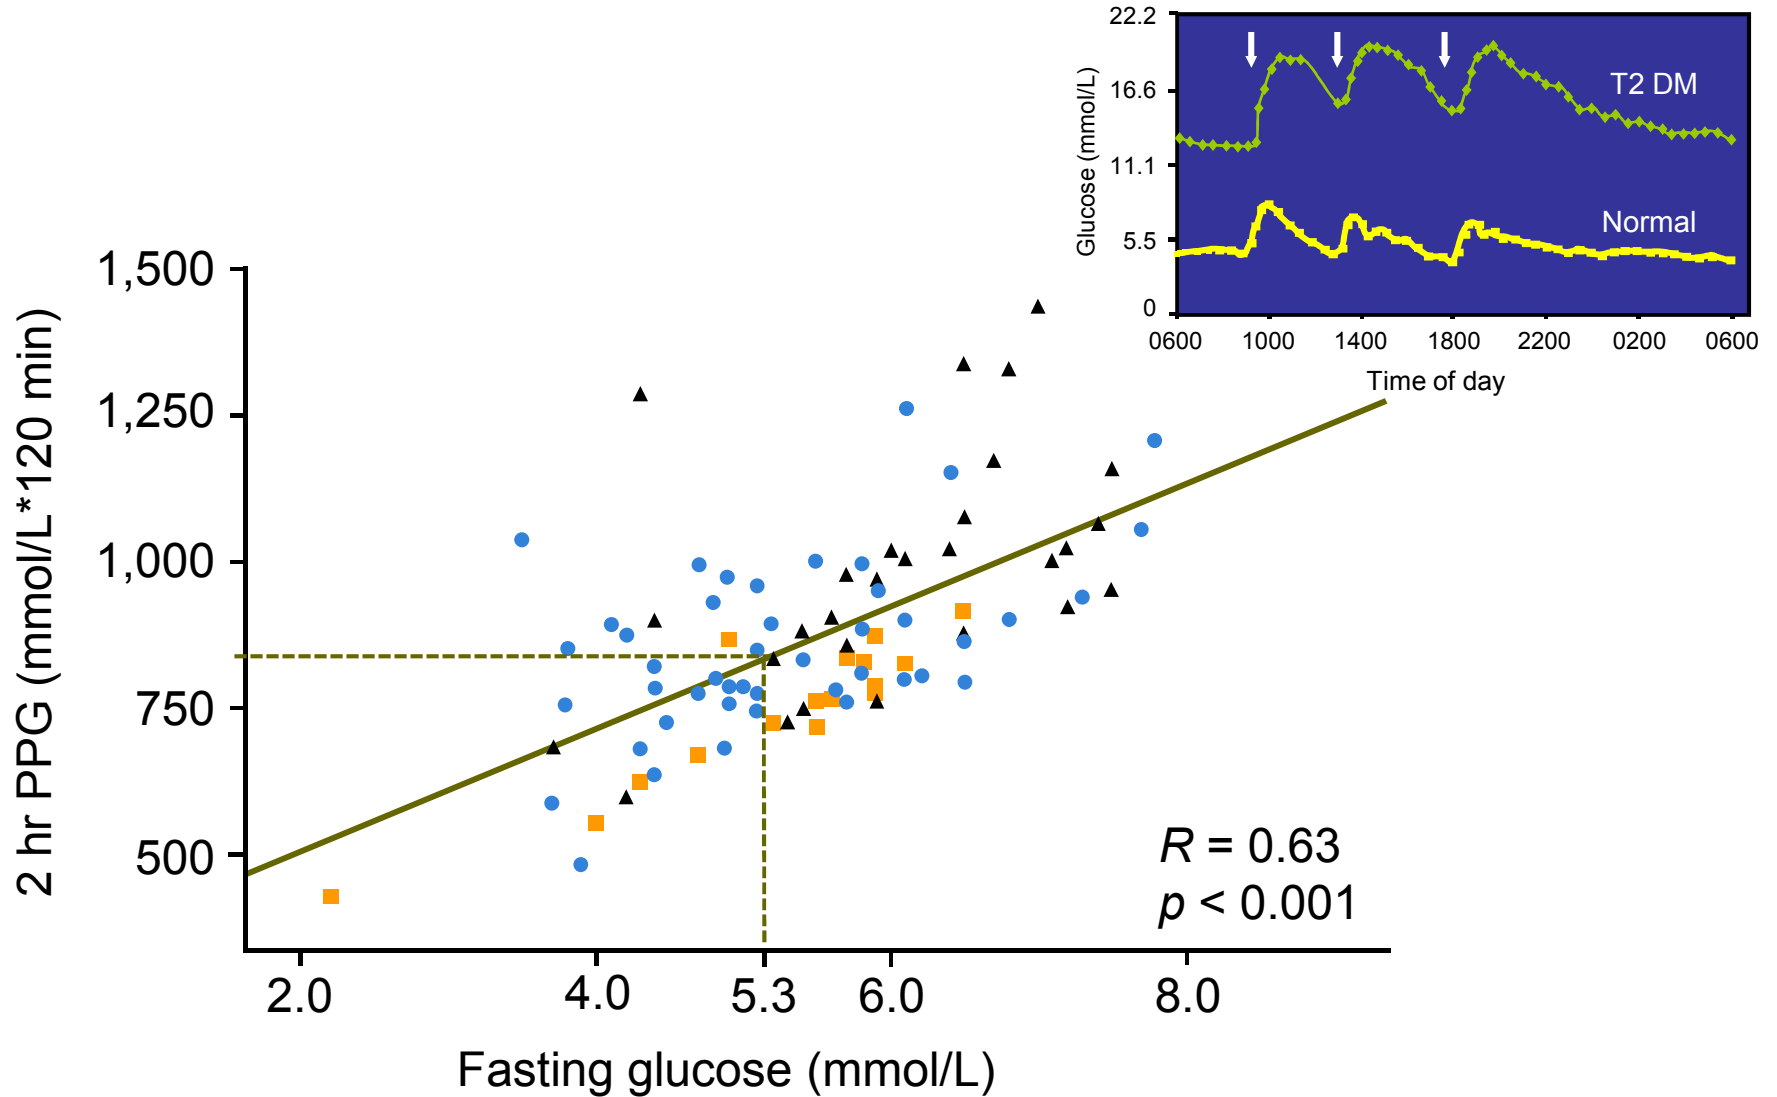 22.2
16.6
11.1
5.5
0
Glucose (mmol/L)
T2 DM
Normal
0600 1000 1400 1800 2200 0200 0600
Time of day
1,500
1,250
1,000
750
500
2 hr PPG (mmol/L*120 min)
R = 0.63
p < 0.001
2.0 4.0 5.3 6.0 8.0
Fasting glucose (mmol/L)